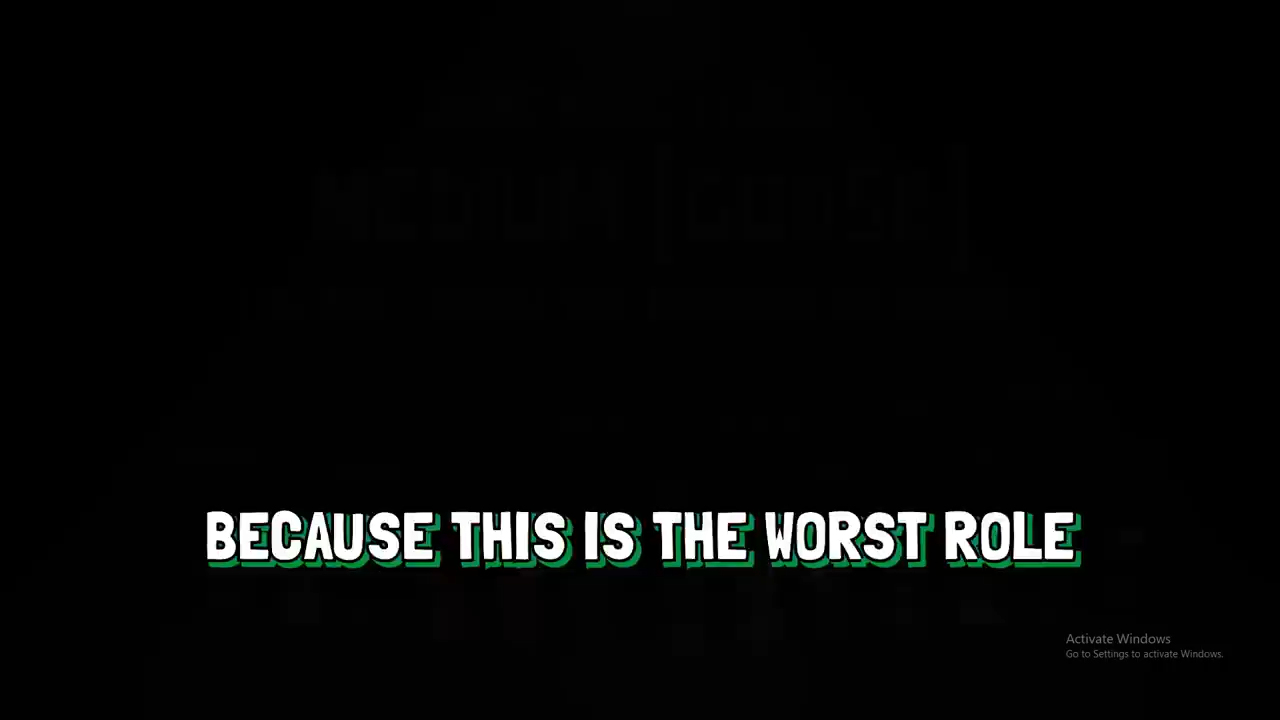 BECAUSE THIS IS THE WORST ROLE
Activate Windows
Go to Settings to activate Windows.